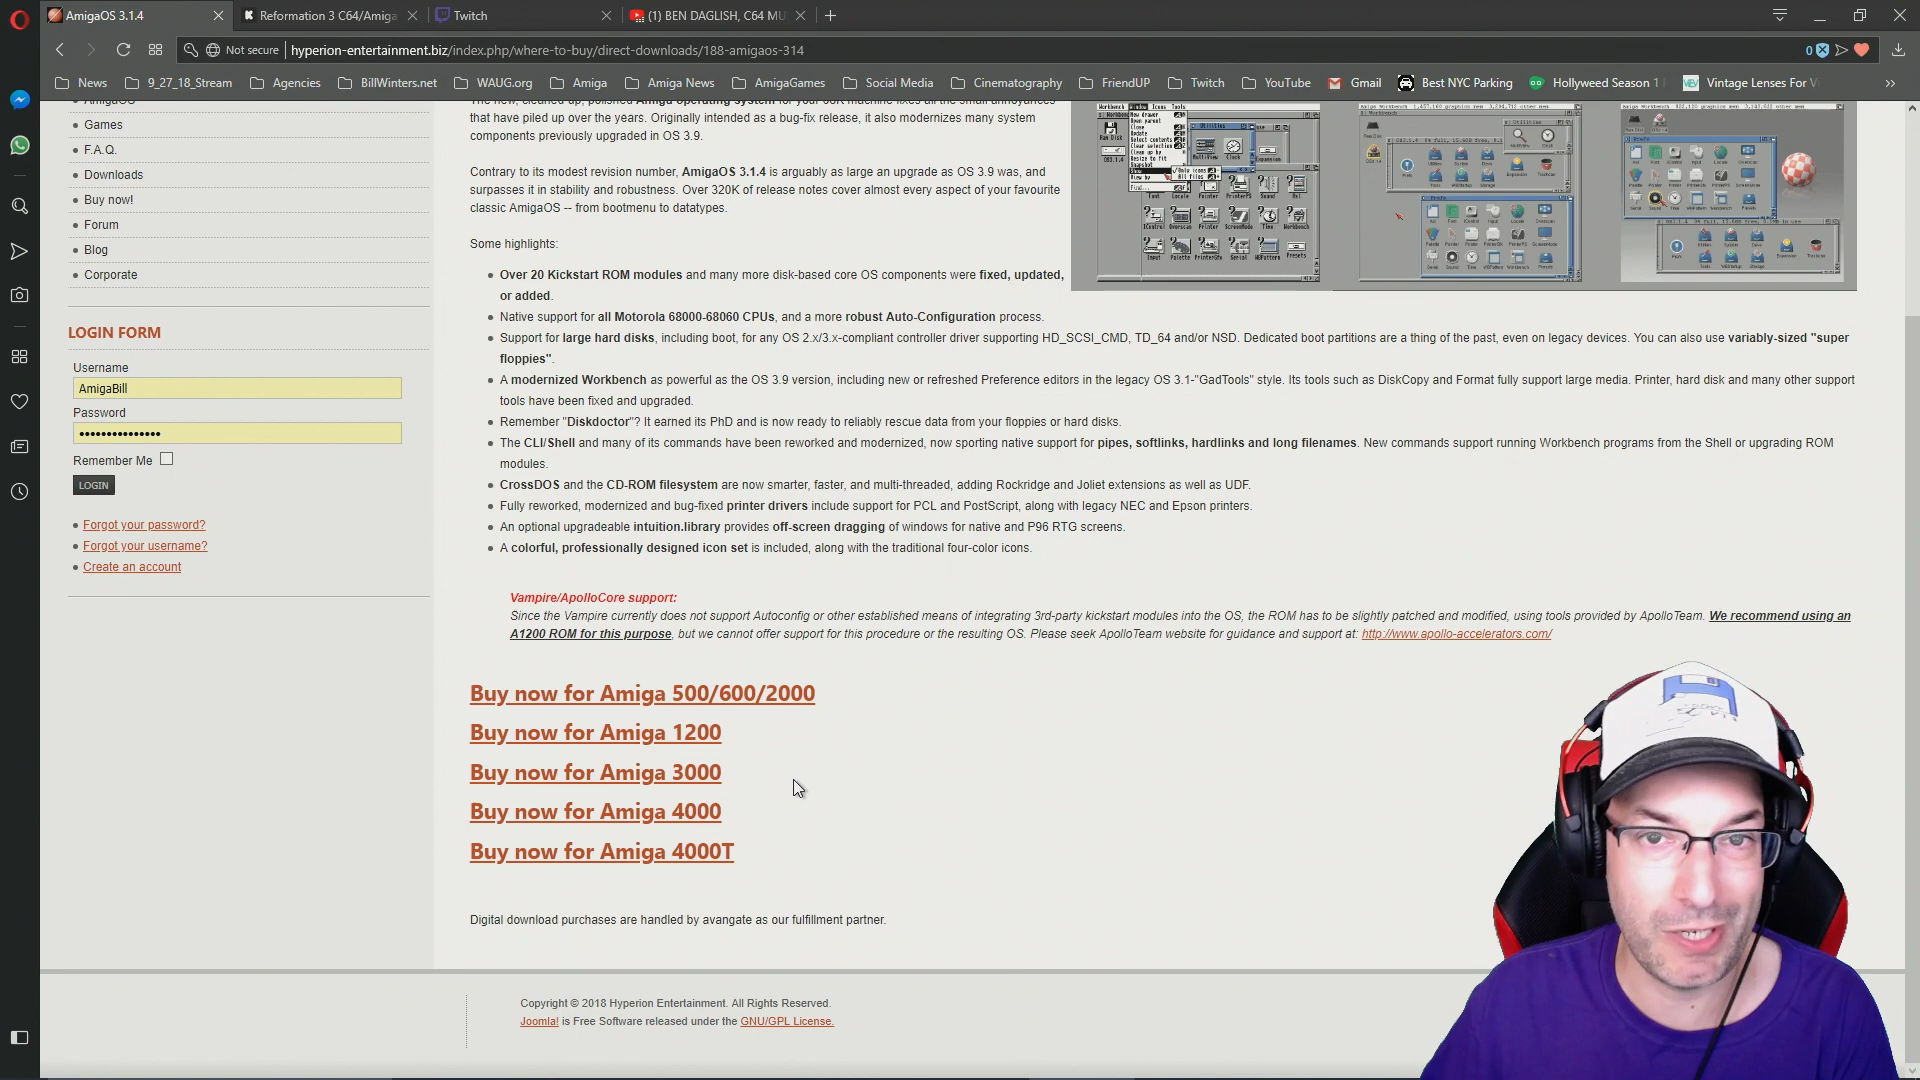 AmigaOS 3.1.4
Reformation 3 C64/Amiga
Twitch
(1) BEN DAGLISH, C64 MU
Not secure
hyperion-entertainment.biz/index.php/where-to-buy/direct-downloads/188-amigaos-314
0
News
9_27_18_Stream
Agencies
BillWinters.net
WAUG.org
Amiga
Amiga News
AmigaGames
Social Media
Cinematography
FriendUP
Twitch
YouTube
Gmail
Best NYC Parking
Hollyweed Season 1
Vintage Lenses For V
AmigaOS
Games
F.A.Q.
Downloads
Buy now!
Forum
Blog
Corporate
LOGIN FORM
Username
AmigaBill
Password
•••••••••••••••
Remember Me
LOGIN
Forgot your password?
Forgot your username?
Create an account
The new, cleaned up, polished Amiga operating system for your 68K machine fixes all the small annoyances
that have piled up over the years. Originally intended as a bug-fix release, it also modernizes many system
components previously upgraded in OS 3.9.
Contrary to its modest revision number, AmigaOS 3.1.4 is arguably as large an upgrade as OS 3.9 was, and
surpasses it in stability and robustness. Over 320K of release notes cover almost every aspect of your favourite
classic AmigaOS -- from bootmenu to datatypes.
Some highlights:
Over 20 Kickstart ROM modules and many more disk-based core OS components were fixed, updated,
or added.
Native support for all Motorola 68000-68060 CPUs, and a more robust Auto-Configuration process.
Support for large hard disks, including boot, for any OS 2.x/3.x-compliant controller driver supporting HD_SCSI_CMD, TD_64 and/or NSD. Dedicated boot partitions are a thing of the past, even on legacy devices. You can also use variably-sized "super
floppies".
A modernized Workbench as powerful as the OS 3.9 version, including new or refreshed Preference editors in the legacy OS 3.1-"GadTools" style. Its tools such as DiskCopy and Format fully support large media. Printer, hard disk and many other support
tools have been fixed and upgraded.
Remember "Diskdoctor"? It earned its PhD and is now ready to reliably rescue data from your floppies or hard disks.
The CLI/Shell and many of its commands have been reworked and modernized, now sporting native support for pipes, softlinks, hardlinks and long filenames. New commands support running Workbench programs from the Shell or upgrading ROM
modules.
CrossDOS and the CD-ROM filesystem are now smarter, faster, and multi-threaded, adding Rockridge and Joliet extensions as well as UDF.
Fully reworked, modernized and bug-fixed printer drivers include support for PCL and PostScript, along with legacy NEC and Epson printers.
An optional upgradeable intuition.library provides off-screen dragging of windows for native and P96 RTG screens.
A colorful, professionally designed icon set is included, along with the traditional four-color icons.
Vampire/ApolloCore support:
Since the Vampire currently does not support Autoconfig or other established means of integrating 3rd-party kickstart modules into the OS, the ROM has to be slightly patched and modified, using tools provided by ApolloTeam. We recommend using an
A1200 ROM for this purpose, but we cannot offer support for this procedure or the resulting OS. Please seek ApolloTeam website for guidance and support at: http://www.apollo-accelerators.com/
Buy now for Amiga 500/600/2000
Buy now for Amiga 1200
Buy now for Amiga 3000
Buy now for Amiga 4000
Buy now for Amiga 4000T
Digital download purchases are handled by avangate as our fulfillment partner.
Copyright © 2018 Hyperion Entertainment. All Rights Reserved.
Joomla! is Free Software released under the GNU/GPL License.